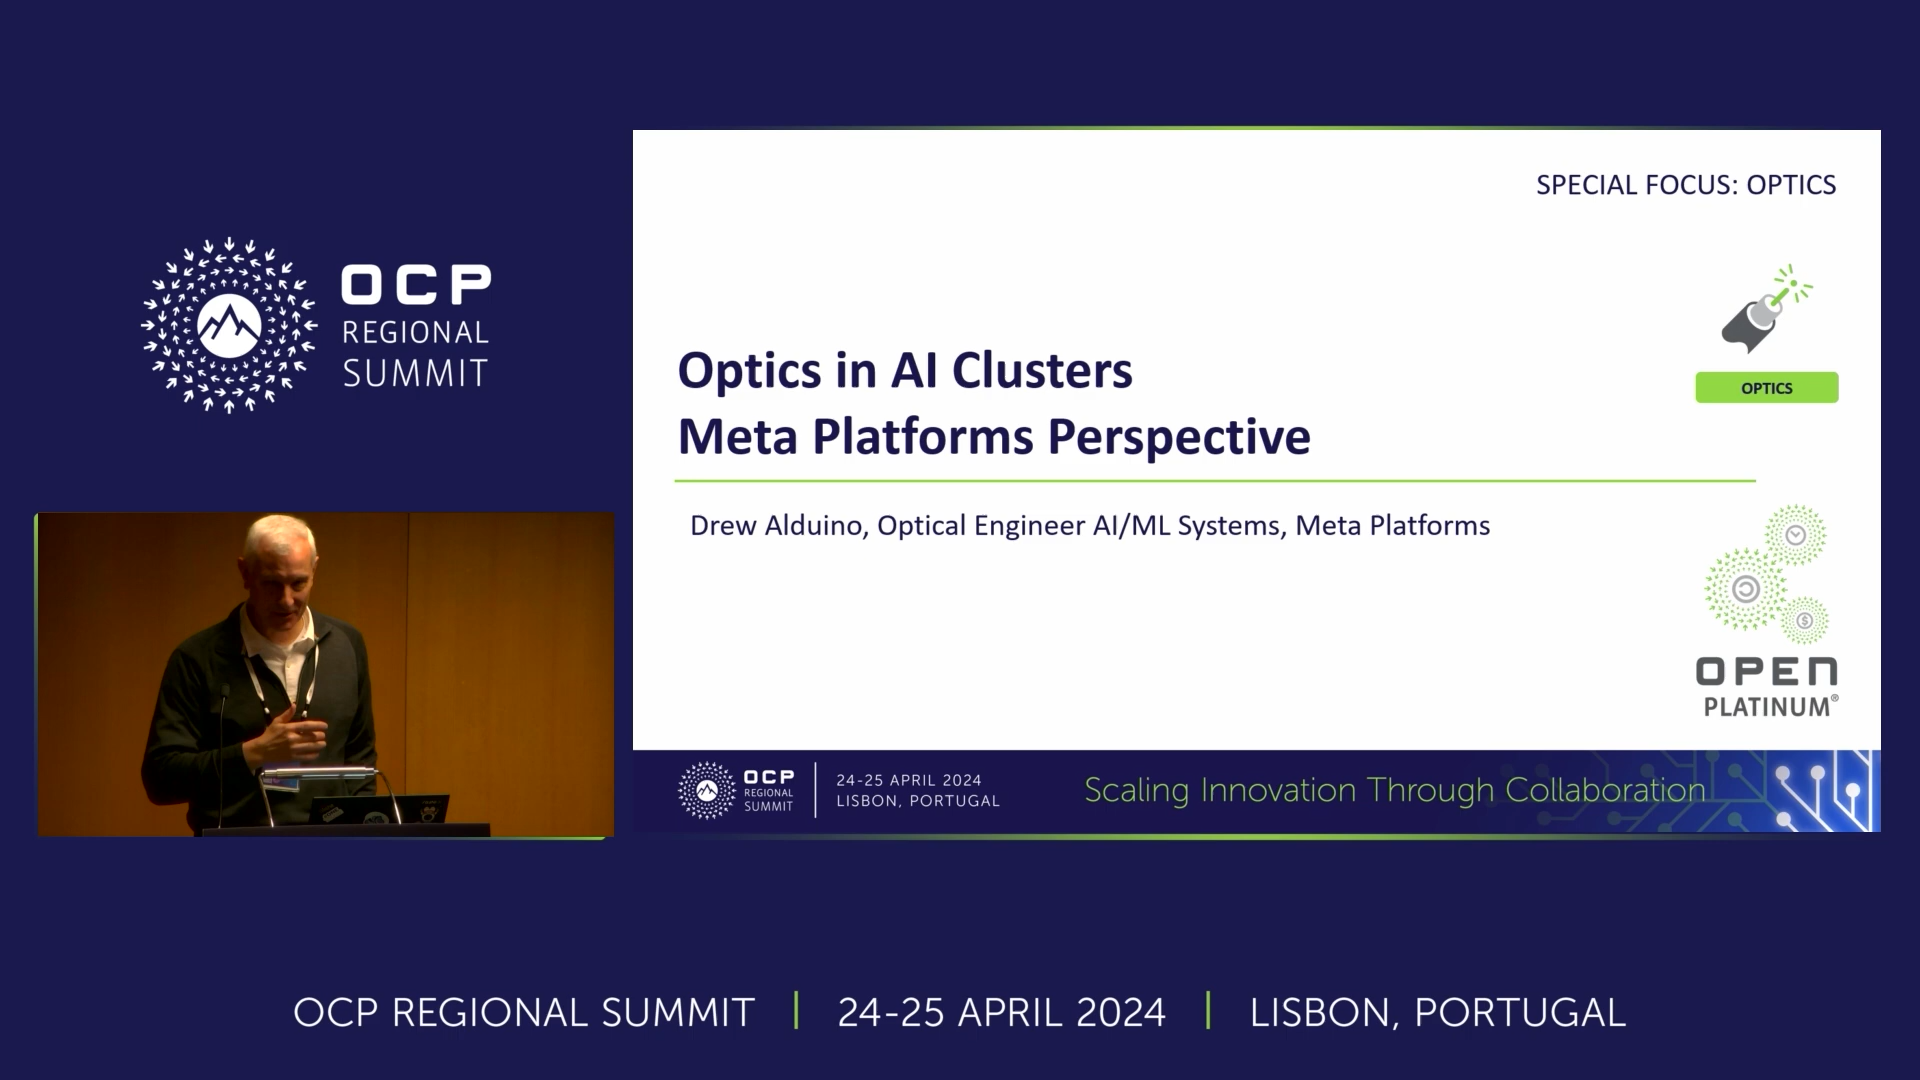 OCP
REGIONAL
SUMMIT
SPECIAL FOCUS: OPTICS
OPTICS
Optics in AI Clusters
Meta Platforms Perspective
Drew Alduino, Optical Engineer AI/ML Systems, Meta Platforms
OPEN
PLATINUM®
OCP
REGIONAL
SUMMIT
24-25 APRIL 2024
LISBON, PORTUGAL
Scaling Innovation Through Collaboration
OCP REGIONAL SUMMIT | 24-25 APRIL 2024 | LISBON, PORTUGAL